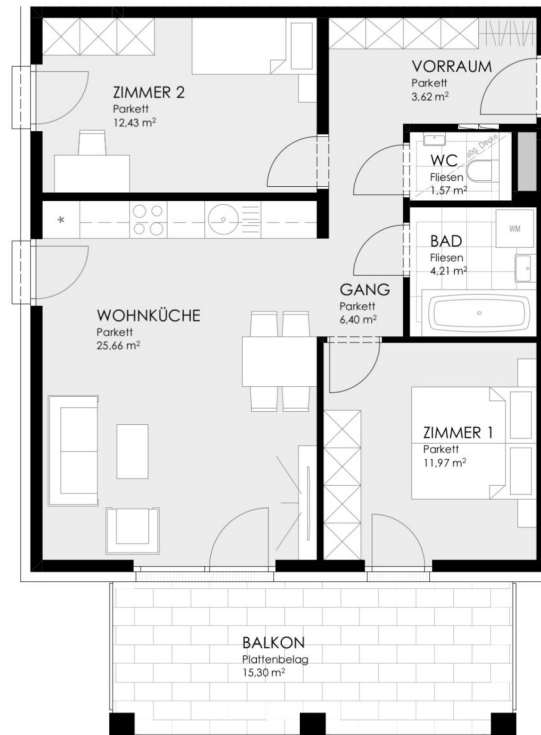 ZIMMER 2
Parkett
12,43 m²
VORRAUM
Parkett
3,62 m²
abg. Decke
WC
Fliesen
1,57 m²
BAD
Fliesen
4,21 m²
WM
GANG
Parkett
6,40 m²
*
WOHNKÜCHE
Parkett
25,66 m²
ZIMMER 1
Parkett
11,97 m²
BALKON
Plattenbelag
15,30 m²